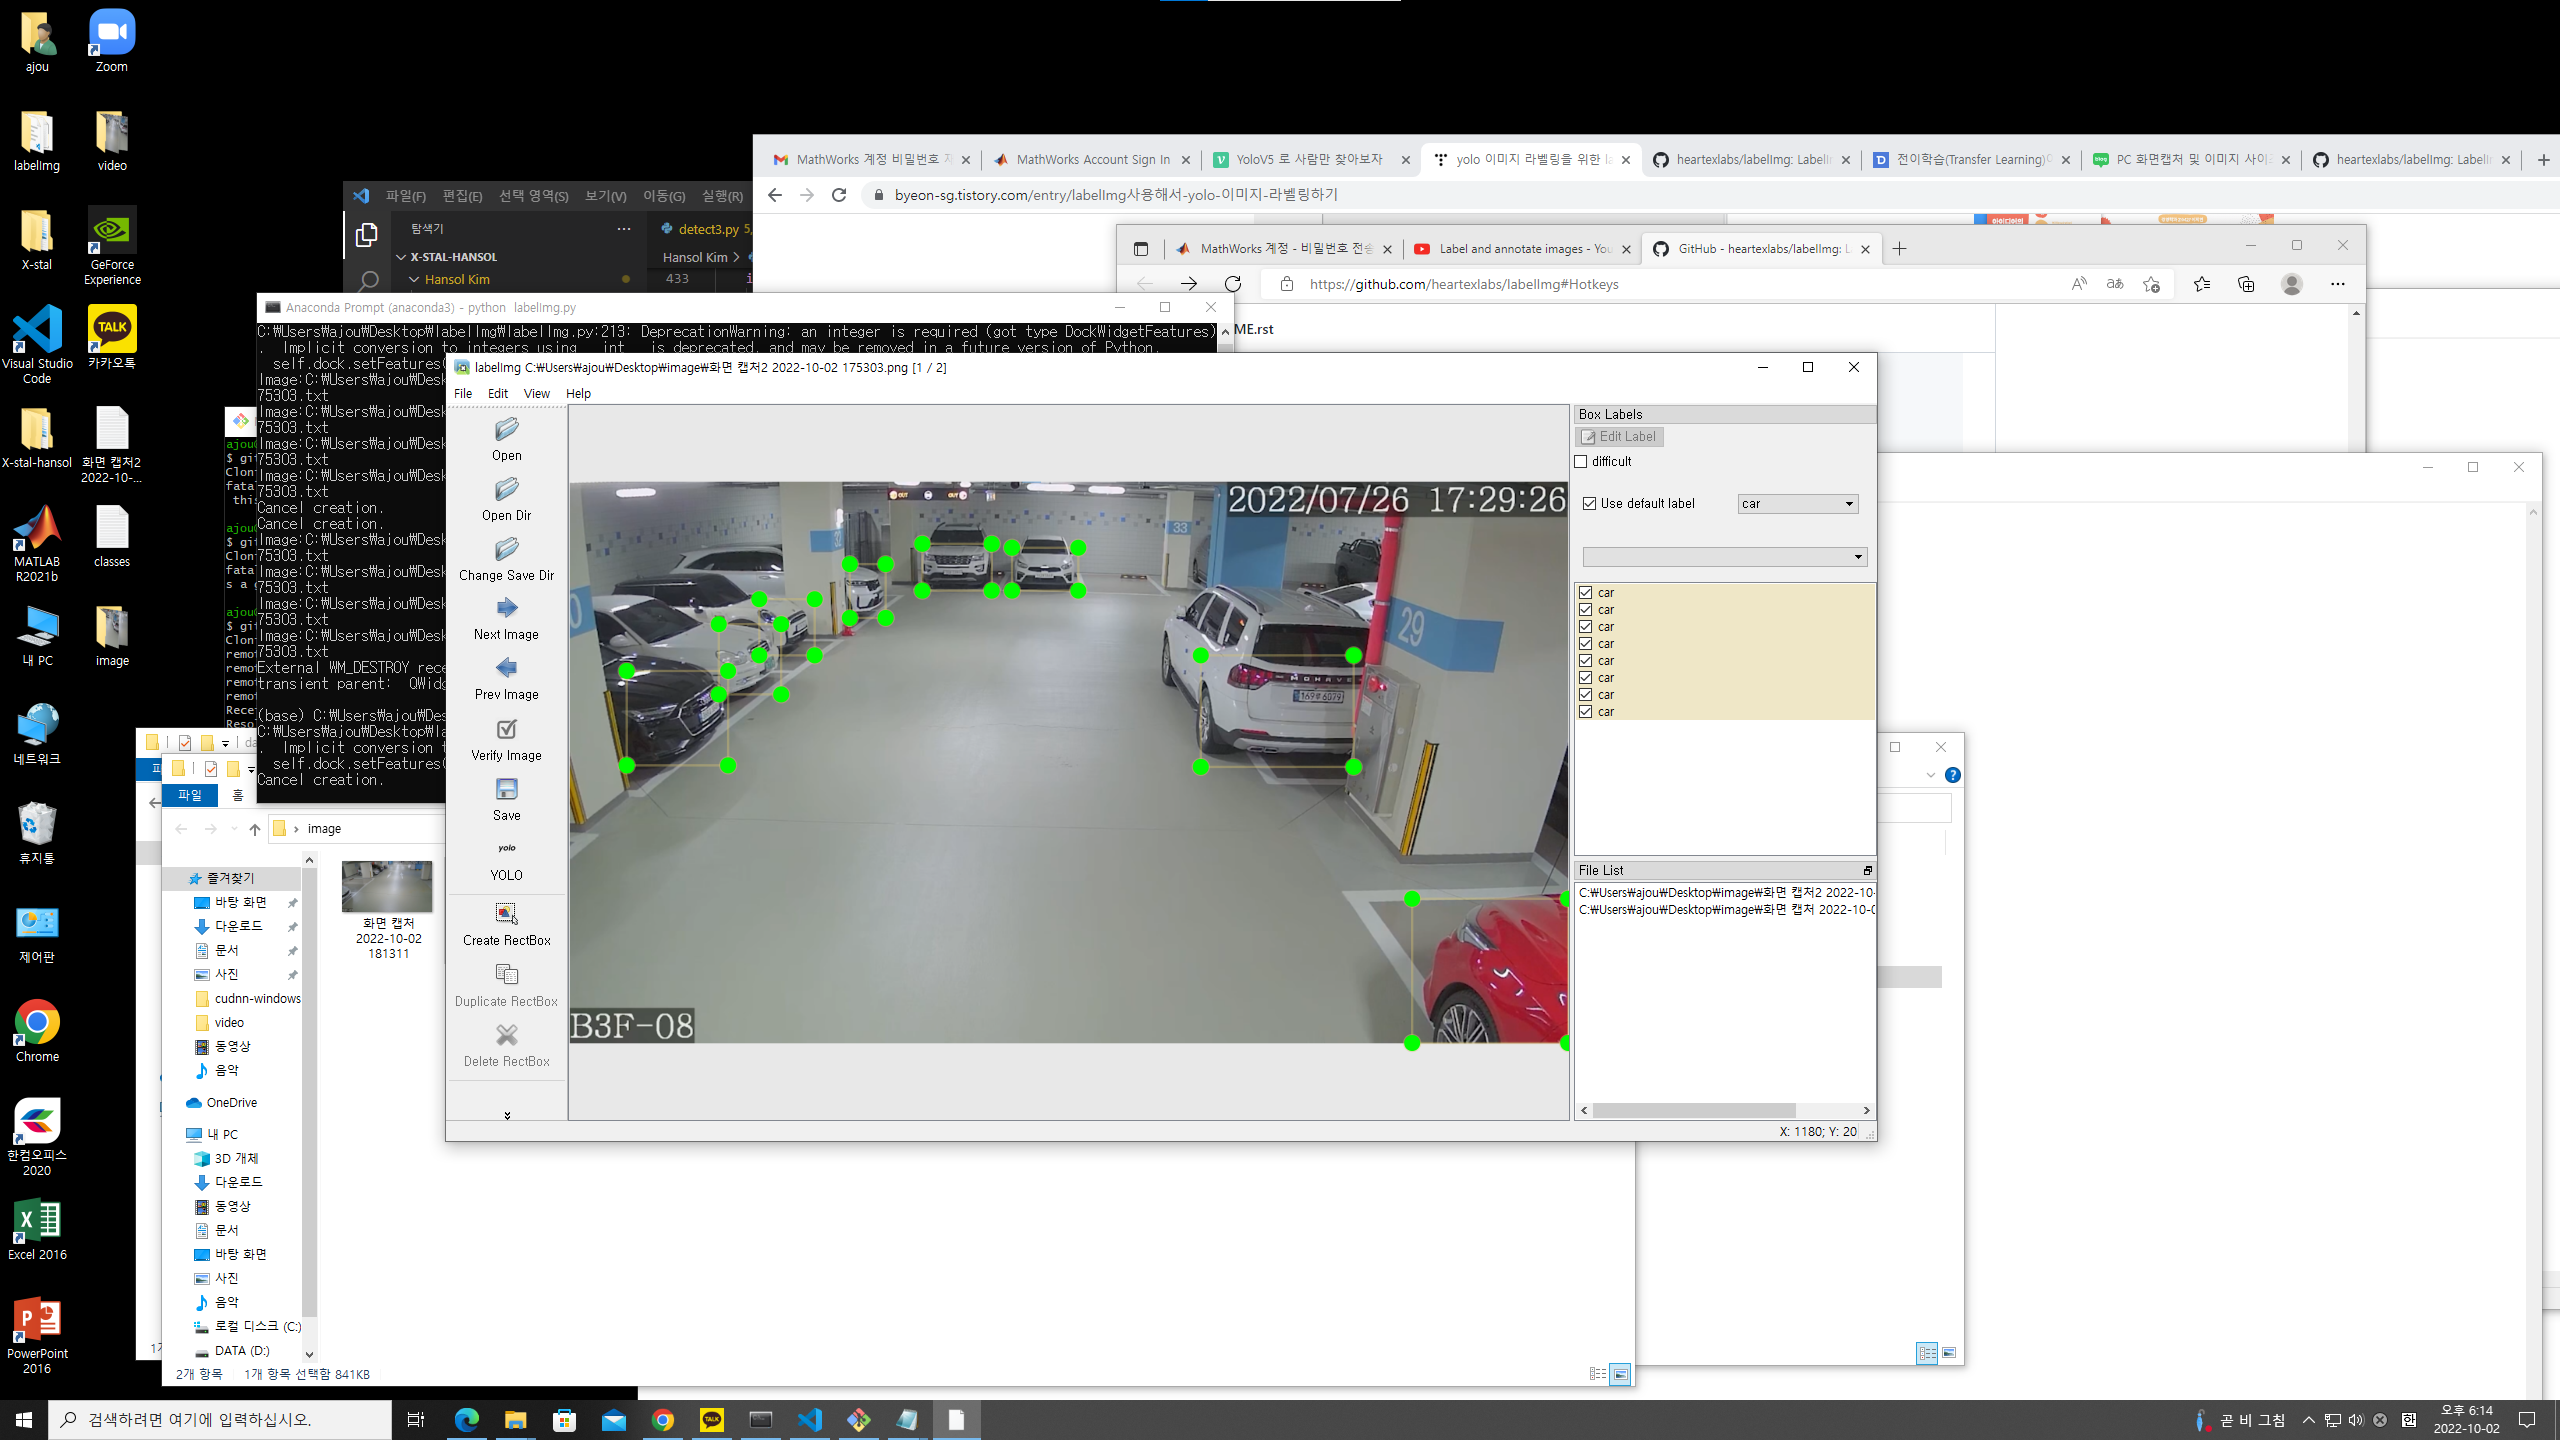 ajou
Zoom
labelImg
video
X-stal
GeForce
Experience
Visual Studio
Code
카카오톡
X-stal-hansol
화면 캡처2
2022-10-...
MATLAB
R2021b
classes
내 PC
image
네트워크
휴지통
제어판
Chrome
한컴오피스
2020
Excel 2016
PowerPoint
2016
MathWorks 계정 비밀번호
MathWorks Account Sign In
YoloV5 로 사람만 찾아보자
yolo 이미지 라벨링을 위한
heartexlabs/labelImg:
전이학습(Transfer Learning)
PC 화면캡처 및 이미지
heartexlabs/labelImg:
byeon-sg.tistory.com/entry/labelImg사용해서-yolo-이미지-라벨링하기
파일(F) 편집(E) 선택 영역(S) 보기(V) 이동(G) 실행(R)
탐색기 ...
X-STAL-HANSOL
Hansol Kim
detect3.py 5,
Hansol Kim >
433
MathWorks 계정 - 비밀번호 전송
Label and annotate images - You
GitHub - heartexlabs/labelImg:
https://github.com/heartexlabs/labelImg#Hotkeys
ME.rst
Anaconda Prompt (anaconda3) - python labelImg.py
C:\Users\ajou\Desktop\labelImg\labelImg.py:213: DeprecationWarning: an integer is required (got type DockWidgetFeatures)
. Implicit conversion to integers using __int__ is deprecated, and may be removed in a future version of Python.
self.dock.setFeatures(
Image:C:\Users\ajou\Desk
75303.txt
Image:C:\Users\ajou\Desk
75303.txt
Image:C:\Users\ajou\Desk
75303.txt
Image:C:\Users\ajou\Desk
75303.txt
Cancel creation.
Cancel creation.
Image:C:\Users\ajou\Desk
75303.txt
Image:C:\Users\ajou\Desk
75303.txt
Image:C:\Users\ajou\Desk
75303.txt
Image:C:\Users\ajou\Desk
75303.txt
External WM_DESTROY rece
transient parent: QWidg
(base) C:\Users\ajou\Des
C:\Users\ajou\Desktop\la
. Implicit conversion t
self.dock.setFeatures(
Cancel creation.
labelImg C:\Users\ajou\Desktop\image\화면 캡처2 2022-10-02 175303.png [1 / 2]
File Edit View Help
Open
Open Dir
Change Save Dir
Next Image
Prev Image
Verify Image
Save
yolo
YOLO
Create RectBox
Duplicate RectBox
Delete RectBox
2022/07/26 17:29:26
OUT
OUT
33
29
MOHAVE
B3F-08
Box Labels
Edit Label
difficult
Use default label
car
car
car
car
car
car
car
car
car
File List
C:\Users\ajou\Desktop\image\화면 캡처2 2022-10-
C:\Users\ajou\Desktop\image\화면 캡처 2022-10-0
X: 1180; Y: 20
파일
홈
image
즐겨찾기
바탕 화면
다운로드
문서
사진
cudnn-windows
video
동영상
음악
OneDrive
내 PC
3D 개체
다운로드
동영상
문서
바탕 화면
사진
음악
로컬 디스크 (C:)
DATA (D:)
화면 캡처
2022-10-02
181311
2개 항목 1개 항목 선택함 841KB
검색하려면 여기에 입력하십시오.
TALK
곧 비 그침
한
오후 6:14
2022-10-02